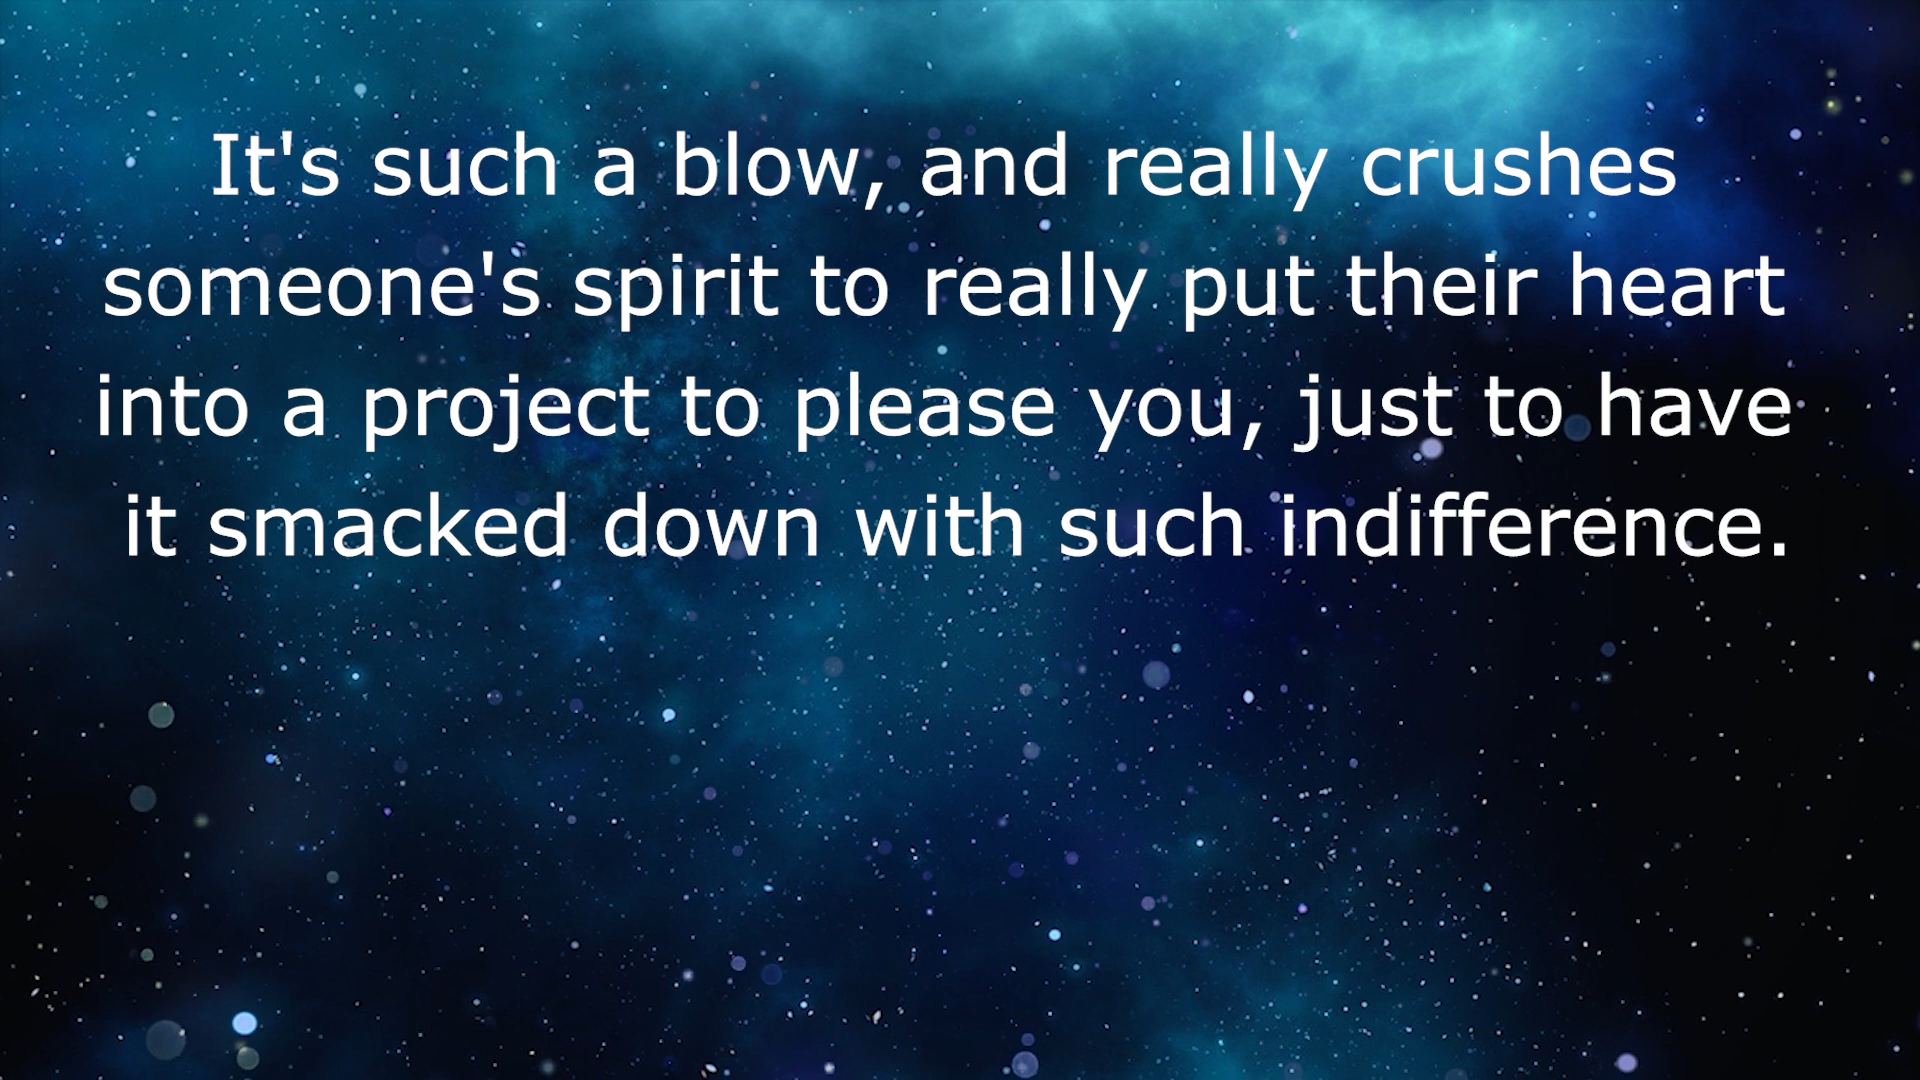 It's such a blow, and really crushes
someone's spirit to really put their heart
into a project to please you, just to have
it smacked down with such indifference.